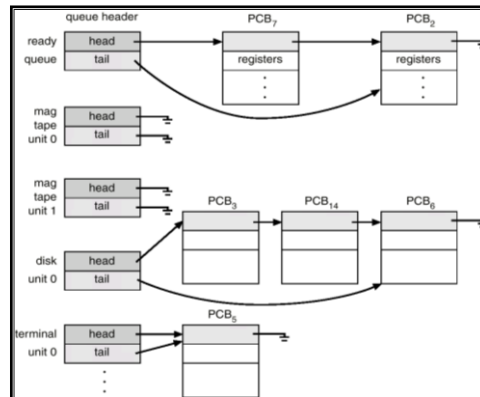 queue header
PCB7
PCB2
ready
queue
head
tail
registers
registers
mag
tape
unit 0
head
tail
mag
tape
unit 1
head
tail
PCB3
PCB14
PCB6
disk
unit 0
head
tail
PCB5
terminal
unit 0
head
tail